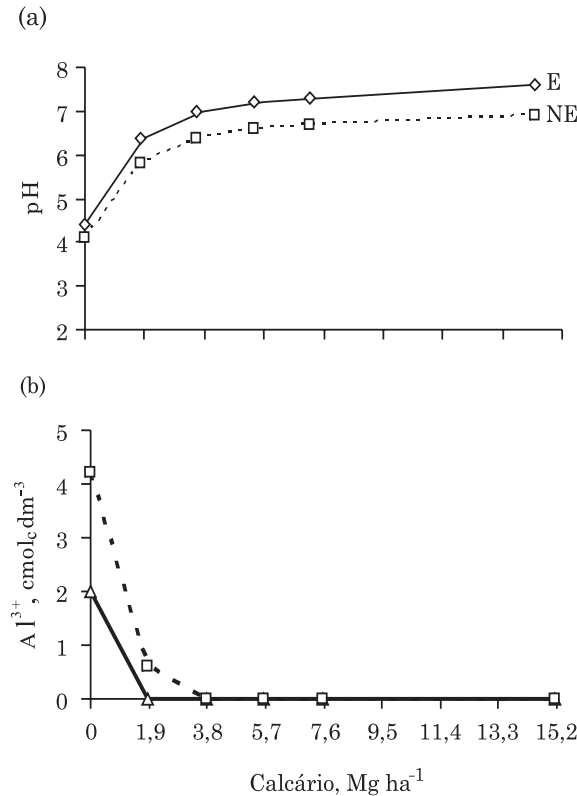 (a)
8
E
7
NE
6
5
4
3
2
pH
(b)
5
4
3
2
1
0
Al³⁺, cmol_c dm⁻³
0 1,9 3,8 5,7 7,6 9,5 11,4 13,3 15,2
Calcário, Mg ha⁻¹